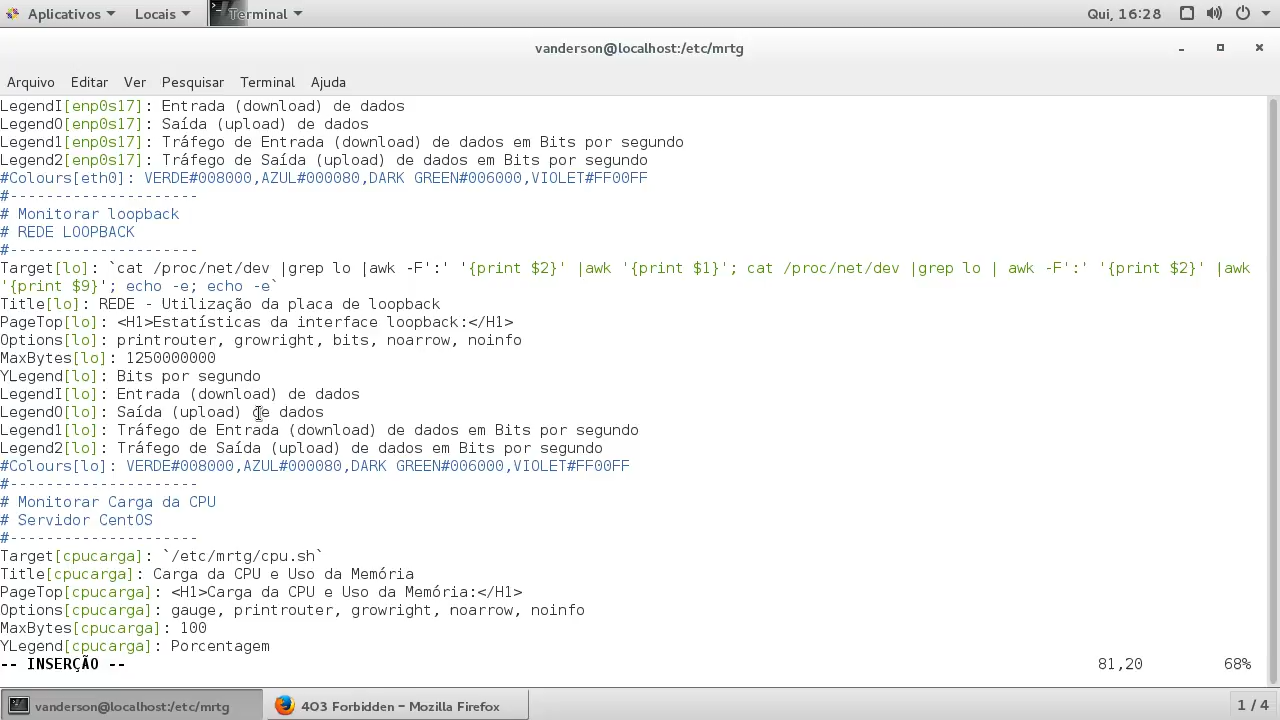 Aplicativos Locais Terminal Qui, 16:28
vanderson@localhost:/etc/mrtg
Arquivo Editar Ver Pesquisar Terminal Ajuda
LegendI[enp0s17]: Entrada (download) de dados
LegendO[enp0s17]: Saída (upload) de dados
Legend1[enp0s17]: Tráfego de Entrada (download) de dados em Bits por segundo
Legend2[enp0s17]: Tráfego de Saída (upload) de dados em Bits por segundo
#Colours[eth0]: VERDE#008000,AZUL#000080,DARK GREEN#006000,VIOLET#FF00FF
#---------------------
# Monitorar loopback
# REDE LOOPBACK
#---------------------
Target[lo]: `cat /proc/net/dev |grep lo |awk -F':' '{print $2}' |awk '{print $1}'; cat /proc/net/dev |grep lo | awk -F':' '{print $2}' |awk
'{print $9}'; echo -e; echo -e`
Title[lo]: REDE - Utilização da placa de loopback
PageTop[lo]: <H1>Estatísticas da interface loopback:</H1>
Options[lo]: printrouter, growright, bits, noarrow, noinfo
MaxBytes[lo]: 1250000000
YLegend[lo]: Bits por segundo
LegendI[lo]: Entrada (download) de dados
LegendO[lo]: Saída (upload) de dados
Legend1[lo]: Tráfego de Entrada (download) de dados em Bits por segundo
Legend2[lo]: Tráfego de Saída (upload) de dados em Bits por segundo
#Colours[lo]: VERDE#008000,AZUL#000080,DARK GREEN#006000,VIOLET#FF00FF
#---------------------
# Monitorar Carga da CPU
# Servidor CentOS
#---------------------
Target[cpucarga]: `/etc/mrtg/cpu.sh`
Title[cpucarga]: Carga da CPU e Uso da Memória
PageTop[cpucarga]: <H1>Carga da CPU e Uso da Memória:</H1>
Options[cpucarga]: gauge, printrouter, growright, noarrow, noinfo
MaxBytes[cpucarga]: 100
YLegend[cpucarga]: Porcentagem
-- INSERÇÃO -- 81,20 68%
vanderson@localhost:/etc/mrtg 403 Forbidden - Mozilla Firefox 1 / 4